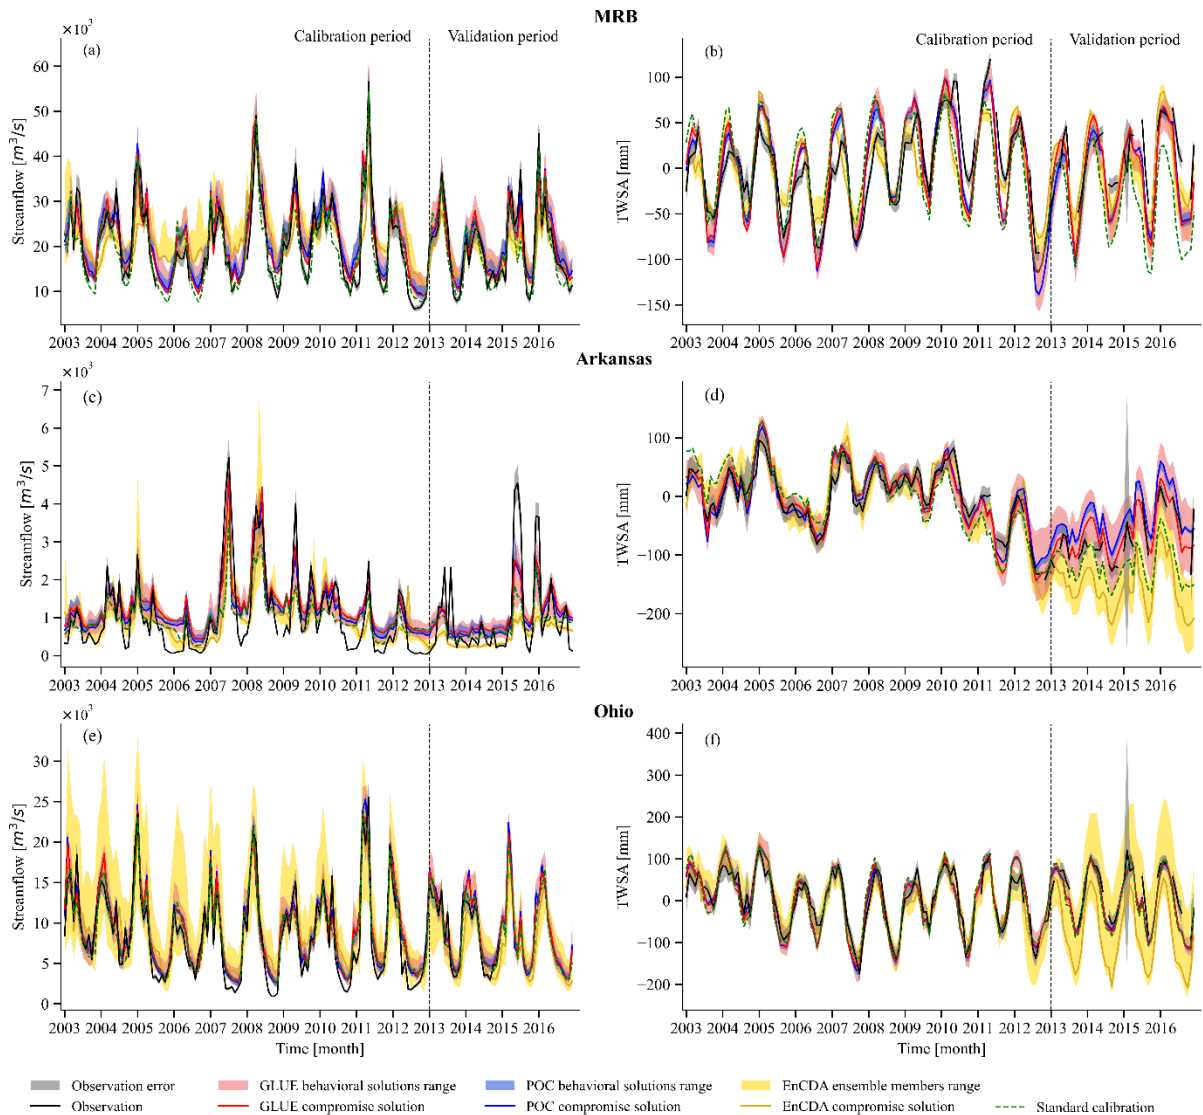 MRB
×10³
Calibration period
Validation period
(a)
Streamflow [m³/s]
60
50
40
30
20
10
2003 2004 2005 2006 2007 2008 2009 2010 2011 2012 2013 2014 2015 2016
Calibration period
Validation period
(b)
TWSA [mm]
100
50
0
−50
−100
−150
2003 2004 2005 2006 2007 2008 2009 2010 2011 2012 2013 2014 2015 2016
Arkansas
×10³
(c)
Streamflow [m³/s]
7
6
5
4
3
2
1
0
2003 2004 2005 2006 2007 2008 2009 2010 2011 2012 2013 2014 2015 2016
(d)
TWSA [mm]
100
0
−100
−200
2003 2004 2005 2006 2007 2008 2009 2010 2011 2012 2013 2014 2015 2016
Ohio
×10³
(e)
Streamflow [m³/s]
30
25
20
15
10
5
0
2003 2004 2005 2006 2007 2008 2009 2010 2011 2012 2013 2014 2015 2016
Time [month]
(f)
TWSA [mm]
400
300
200
100
0
−100
−200
2003 2004 2005 2006 2007 2008 2009 2010 2011 2012 2013 2014 2015 2016
Time [month]
Observation error
GLUE behavioral solutions range
POC behavioral solutions range
EnCDA ensemble members range
Observation
GLUE compromise solution
POC compromise solution
EnCDA compromise solution
Standard calibration